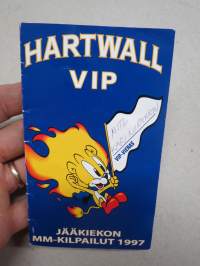 HARTWALL
VIP
VIP-VIERAS
JÄÄKIEKON
MM-KILPAILUT 1997